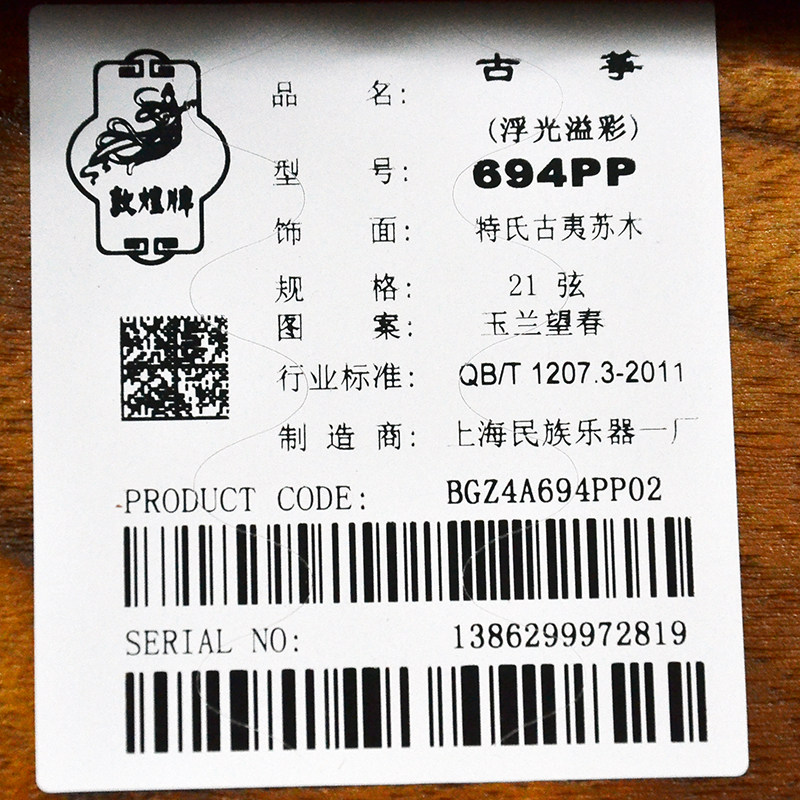 敦煌牌
品 名: 古 筝
(浮光溢彩)
型 号: 694PP
饰 面: 特氏古夷苏木
规 格: 21 弦
图 案: 玉兰望春
行业标准: QB/T 1207.3-2011
制 造 商: 上海民族乐器一厂
PRODUCT CODE: BGZ4A694PP02
SERIAL NO: 1386299972819